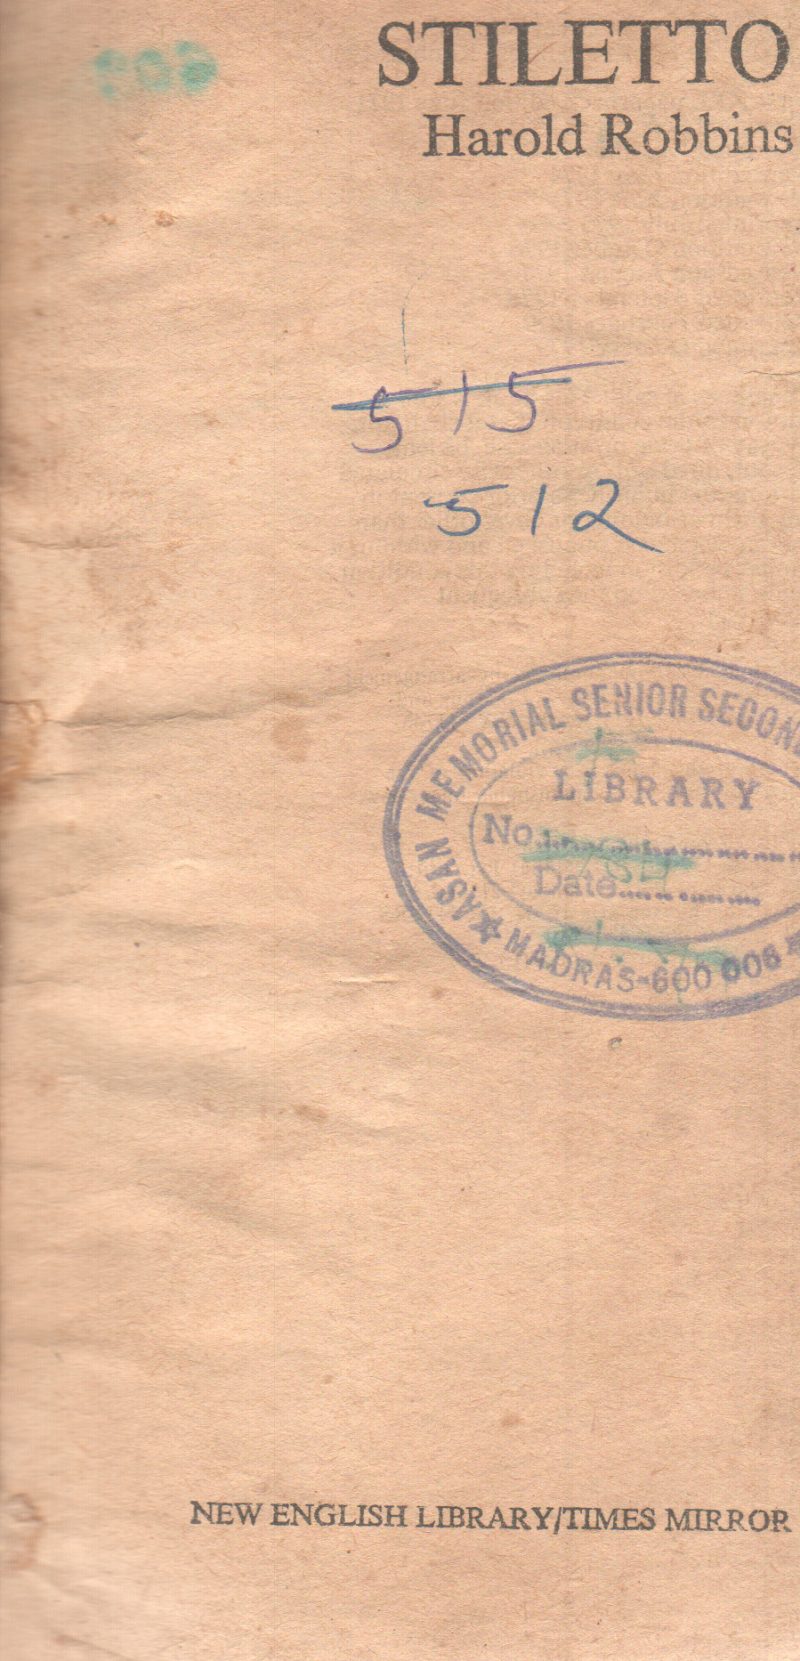 STILETTO
Harold Robbins
515
512
ASAN MEMORIAL SENIOR SECON
LIBRARY
No.
Date
MADRAS-600 006
NEW ENGLISH LIBRARY/TIMES MIRROR